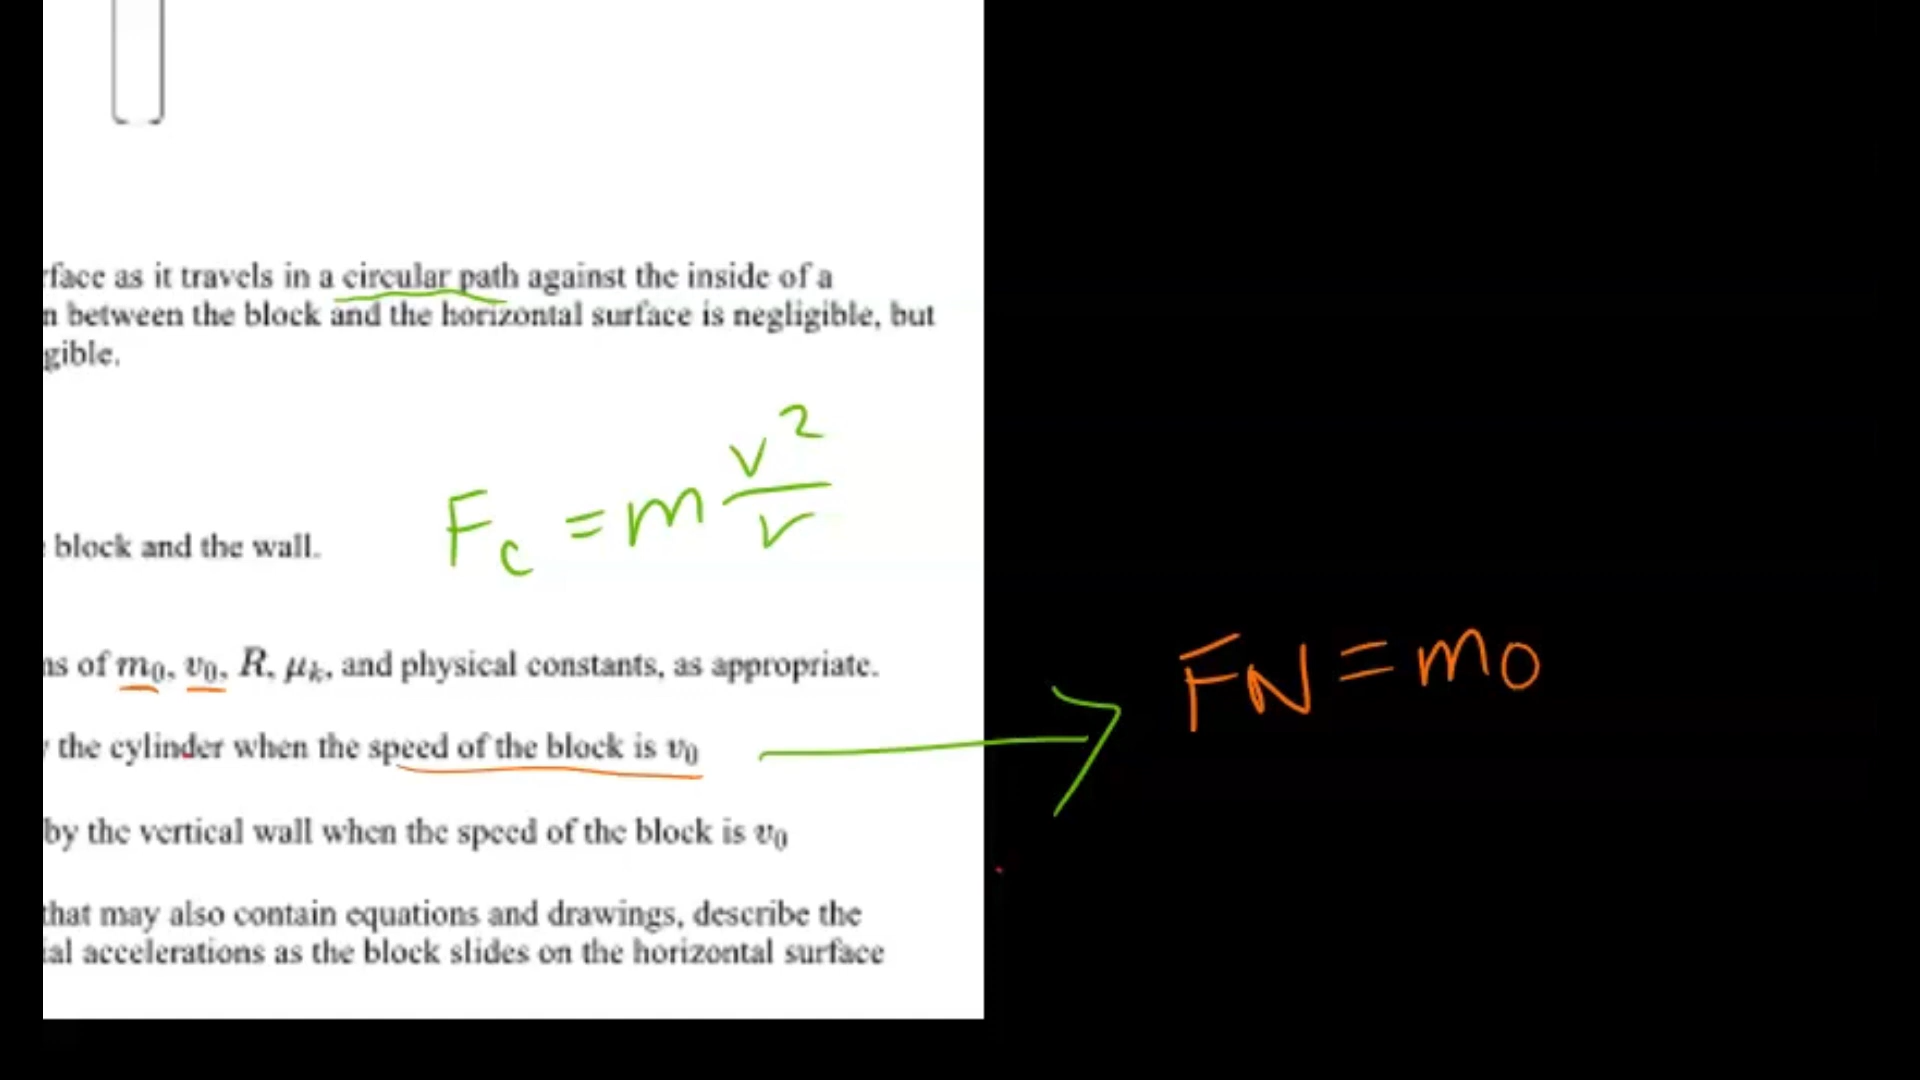 face as it travels in a circular path against the inside of a
n between the block and the horizontal surface is negligible, but
gible.
F_c = m v²/r
block and the wall.
ns of m₀, v₀, R, μₖ, and physical constants, as appropriate.
F_N = m₀
the cylinder when the speed of the block is v₀
by the vertical wall when the speed of the block is v₀
that may also contain equations and drawings, describe the
ial accelerations as the block slides on the horizontal surface